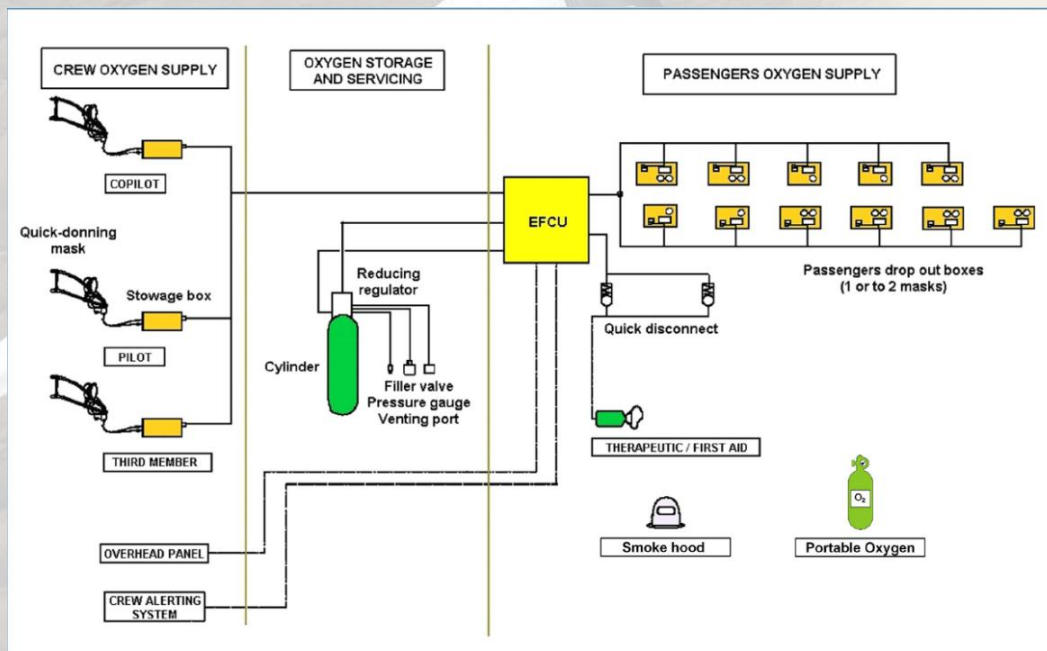 CREW OXYGEN SUPPLY
OXYGEN STORAGE
AND SERVICING
PASSENGERS OXYGEN SUPPLY
COPILOT
Quick-donning
mask
Stowage box
PILOT
THIRD MEMBER
OVERHEAD PANEL
CREW ALERTING
SYSTEM
Reducing
regulator
Cylinder
Filler valve
Pressure gauge
Venting port
EFCU
Passengers drop out boxes
(1 or to 2 masks)
Quick disconnect
THERAPEUTIC / FIRST AID
Smoke hood
O₂
Portable Oxygen